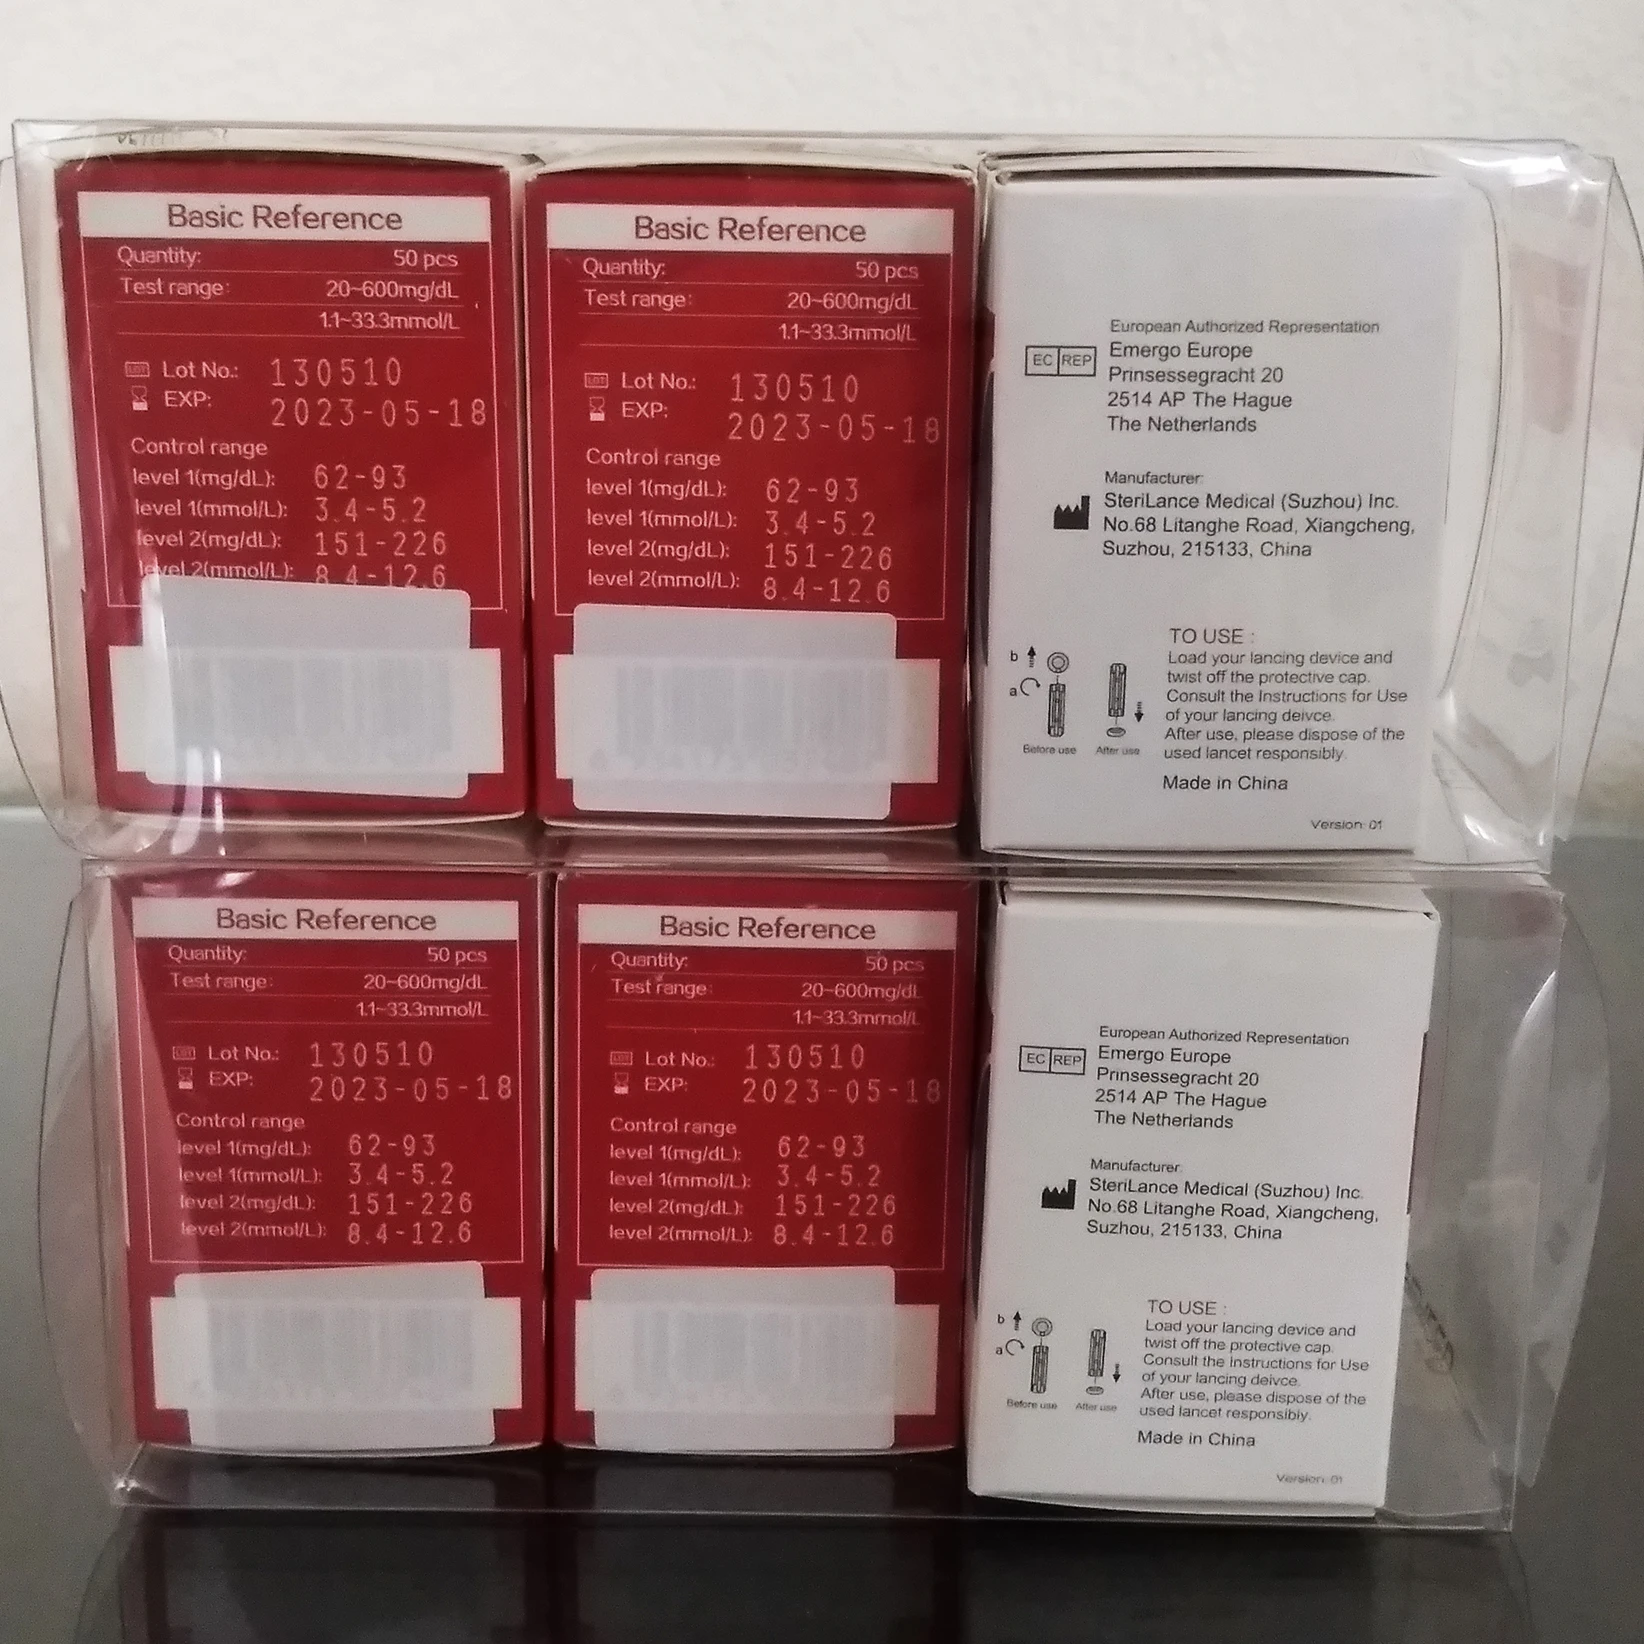 Basic Reference
Quantity: 50 pcs
Test range: 20~600mg/dL
1.1~33.3mmol/L
LOT Lot No.: 130510
EXP: 2023-05-18
Control range
level 1(mg/dL): 62-93
level 1(mmol/L): 3.4-5.2
level 2(mg/dL): 151-226
level 2(mmol/L): 8.4-12.6
Basic Reference
Quantity: 50 pcs
Test range: 20~600mg/dL
1.1~33.3mmol/L
LOT Lot No.: 130510
EXP: 2023-05-18
Control range
level 1(mg/dL): 62-93
level 1(mmol/L): 3.4-5.2
level 2(mg/dL): 151-226
level 2(mmol/L): 8.4-12.6
European Authorized Representation
EC REP Emergo Europe
Prinsessegracht 20
2514 AP The Hague
The Netherlands
Manufacturer:
SteriLance Medical (Suzhou) Inc.
No.68 Litanghe Road, Xiangcheng,
Suzhou, 215133, China
TO USE :
Load your lancing device and
twist off the protective cap.
Consult the Instructions for Use
of your lancing deivce.
After use, please dispose of the
used lancet responsibly.
b
a
Before use After use
Made in China
Version: 01
Basic Reference
Quantity: 50 pcs
Test range: 20~600mg/dL
1.1~33.3mmol/L
LOT Lot No.: 130510
EXP: 2023-05-18
Control range
level 1(mg/dL): 62-93
level 1(mmol/L): 3.4-5.2
level 2(mg/dL): 151-226
level 2(mmol/L): 8.4-12.6
Basic Reference
Quantity: 50 pcs
Test range: 20~600mg/dL
1.1~33.3mmol/L
LOT Lot No.: 130510
EXP: 2023-05-18
Control range
level 1(mg/dL): 62-93
level 1(mmol/L): 3.4-5.2
level 2(mg/dL): 151-226
level 2(mmol/L): 8.4-12.6
European Authorized Representation
EC REP Emergo Europe
Prinsessegracht 20
2514 AP The Hague
The Netherlands
Manufacturer:
SteriLance Medical (Suzhou) Inc.
No.68 Litanghe Road, Xiangcheng,
Suzhou, 215133, China
TO USE :
Load your lancing device and
twist off the protective cap.
Consult the Instructions for Use
of your lancing deivce.
After use, please dispose of the
used lancet responsibly.
b
a
Before use After use
Made in China
Version: 01